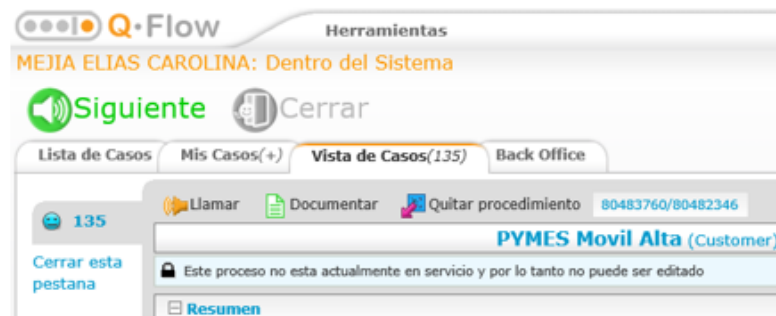 Q·Flow
Herramientas
MEJIA ELIAS CAROLINA: Dentro del Sistema
Siguiente Cerrar
Lista de Casos Mis Casos(+) Vista de Casos(135) Back Office
Llamar Documentar Quitar procedimiento 80483760/80482346
135
PYMES Movil Alta (Customer)
Cerrar esta
pestana
Este proceso no esta actualmente en servicio y por lo tanto no puede ser editado
Resumen